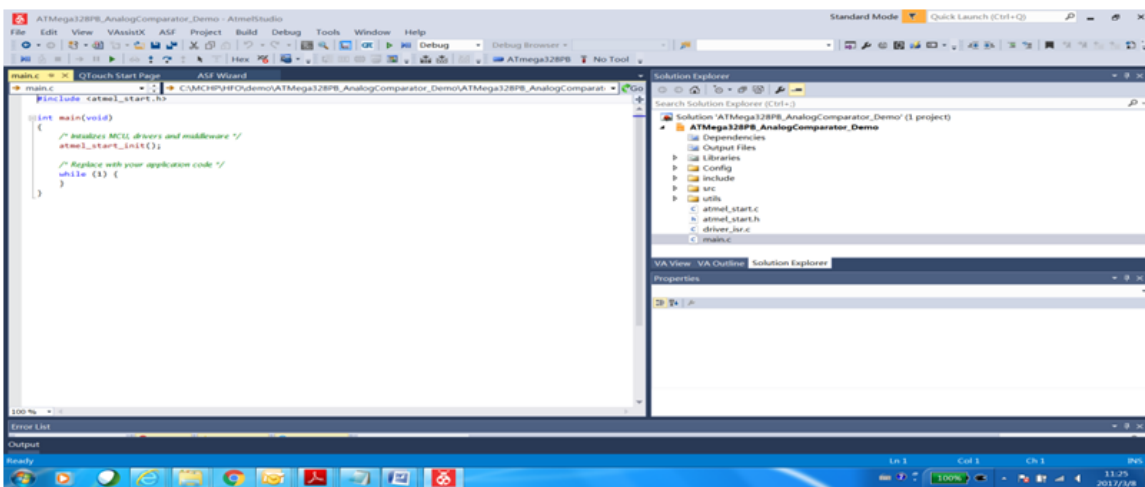 ATMega328PB_AnalogComparator_Demo - AtmelStudio
Standard Mode
Quick Launch (Ctrl+Q)
File Edit View VAssistX ASF Project Build Debug Tools Window Help
Debug
Debug Browser
Hex
ATmega328PB
No Tool
main.c
QTouch Start Page
ASF Wizard
main.c
C:\MCHP\HFO\demo\ATMega328PB_AnalogComparator_Demo\ATMega328PB_AnalogComparat
Go
#include <atmel_start.h>
int main(void)
{
/* Initializes MCU, drivers and middleware */
atmel_start_init();
/* Replace with your application code */
while (1) {
}
}
100 %
Solution Explorer
Search Solution Explorer (Ctrl+;)
Solution 'ATMega328PB_AnalogComparator_Demo' (1 project)
ATMega328PB_AnalogComparator_Demo
Dependencies
Output Files
Libraries
Config
include
src
utils
atmel_start.c
atmel_start.h
driver_isr.c
main.c
VA View VA Outline Solution Explorer
Properties
Error List
Output
Ready
Ln 1 Col 1 Ch 1 INS
100%
11:25
2017/3/8